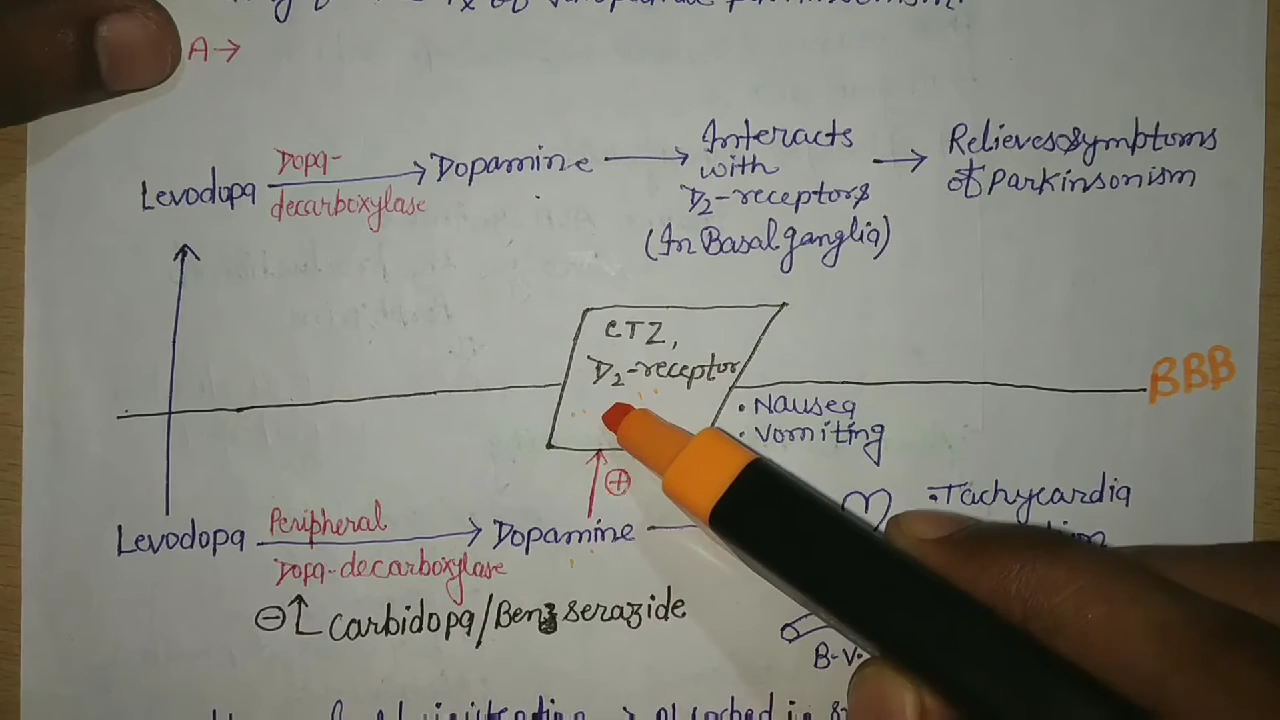 of
A→
Levodopa Dopa-decarboxylase → Dopamine → Interacts with D2-receptors (In Basal ganglia) → Relieves symptoms of Parkinsonism
CTZ,
D2-receptor
BBB
• Nausea
• Vomiting
• Tachycardia
Levodopa Peripheral Dopa-decarboxylase → Dopamine
⊕
⊖ Carbidopa/Benserazide
B.V.